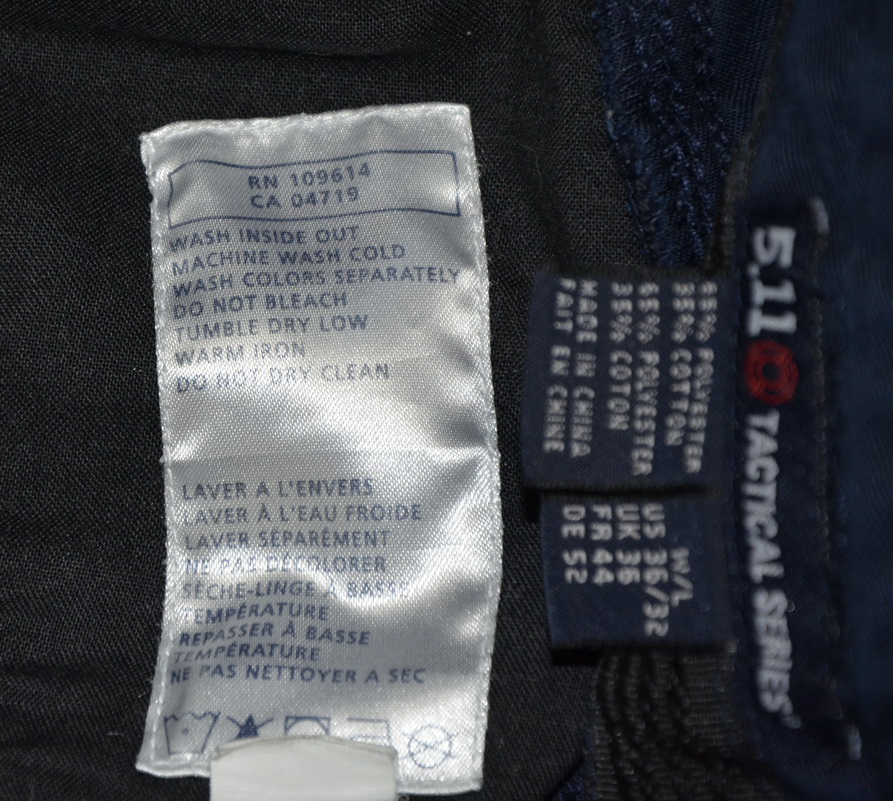 RN 109614
CA 04719
WASH INSIDE OUT
MACHINE WASH COLD
WASH COLORS SEPARATELY
DO NOT BLEACH
TUMBLE DRY LOW
WARM IRON
DO NOT DRY CLEAN
LAVER A L'ENVERS
LAVER À L'EAU FROIDE
LAVER SÉPARÉMENT
NE PAS DÉCOLORER
SÈCHE-LINGE À BASSE
TEMPÉRATURE
REPASSER À BASSE
TEMPÉRATURE
NE PAS NETTOYER A SEC
65% POLYESTER
35% COTTON
65% POLYESTER
35% COTON
MADE IN CHINA
FAIT EN CHINE
W/L
US 36/32
UK 36
FR 44
DE 52
5.11 TACTICAL SERIES